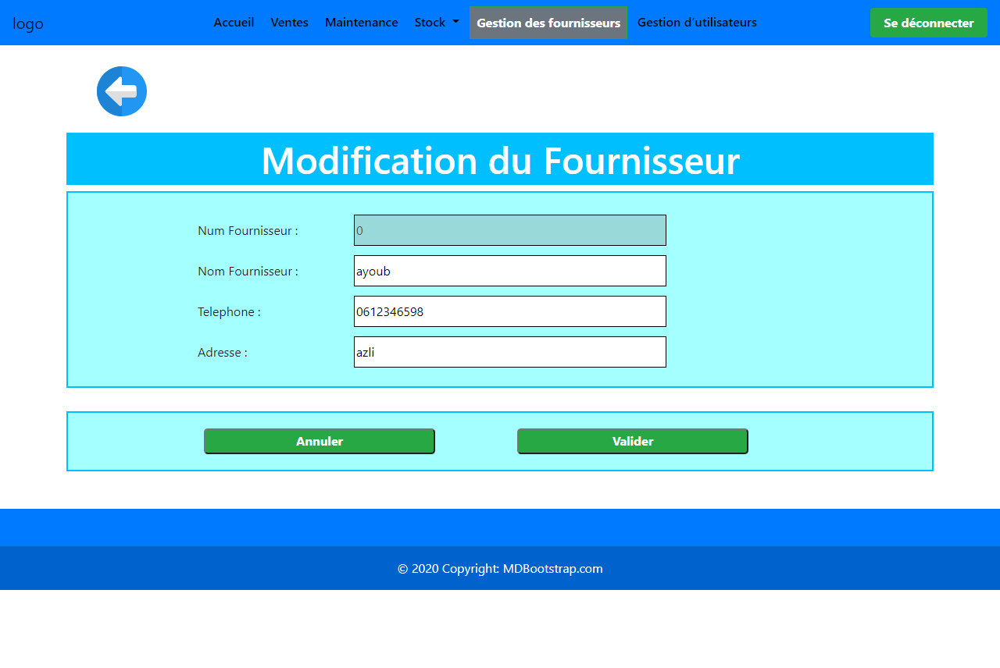 logo Accueil Ventes Maintenance Stock Gestion des fournisseurs Gestion d'utilisateurs Se déconnecter
Modification du Fournisseur
Num Fournisseur : 0
Nom Fournisseur : ayoub
Telephone : 0612346598
Adresse : azli
Annuler Valider
© 2020 Copyright: MDBootstrap.com